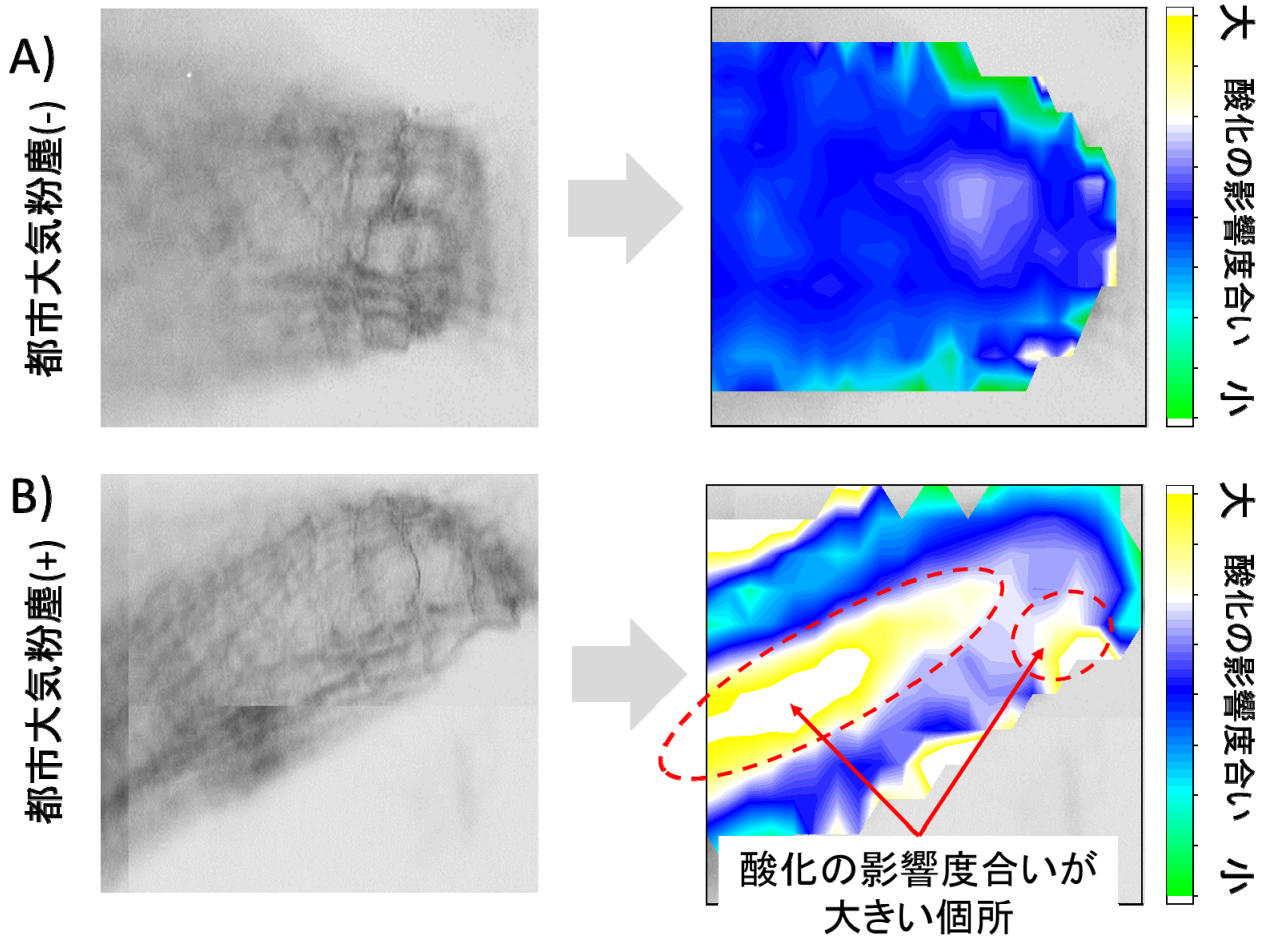 A)
都市大気粉塵(-)
大 酸化の影響度合い 小
B)
都市大気粉塵(+)
大 酸化の影響度合い 小
酸化の影響度合いが
大きい個所